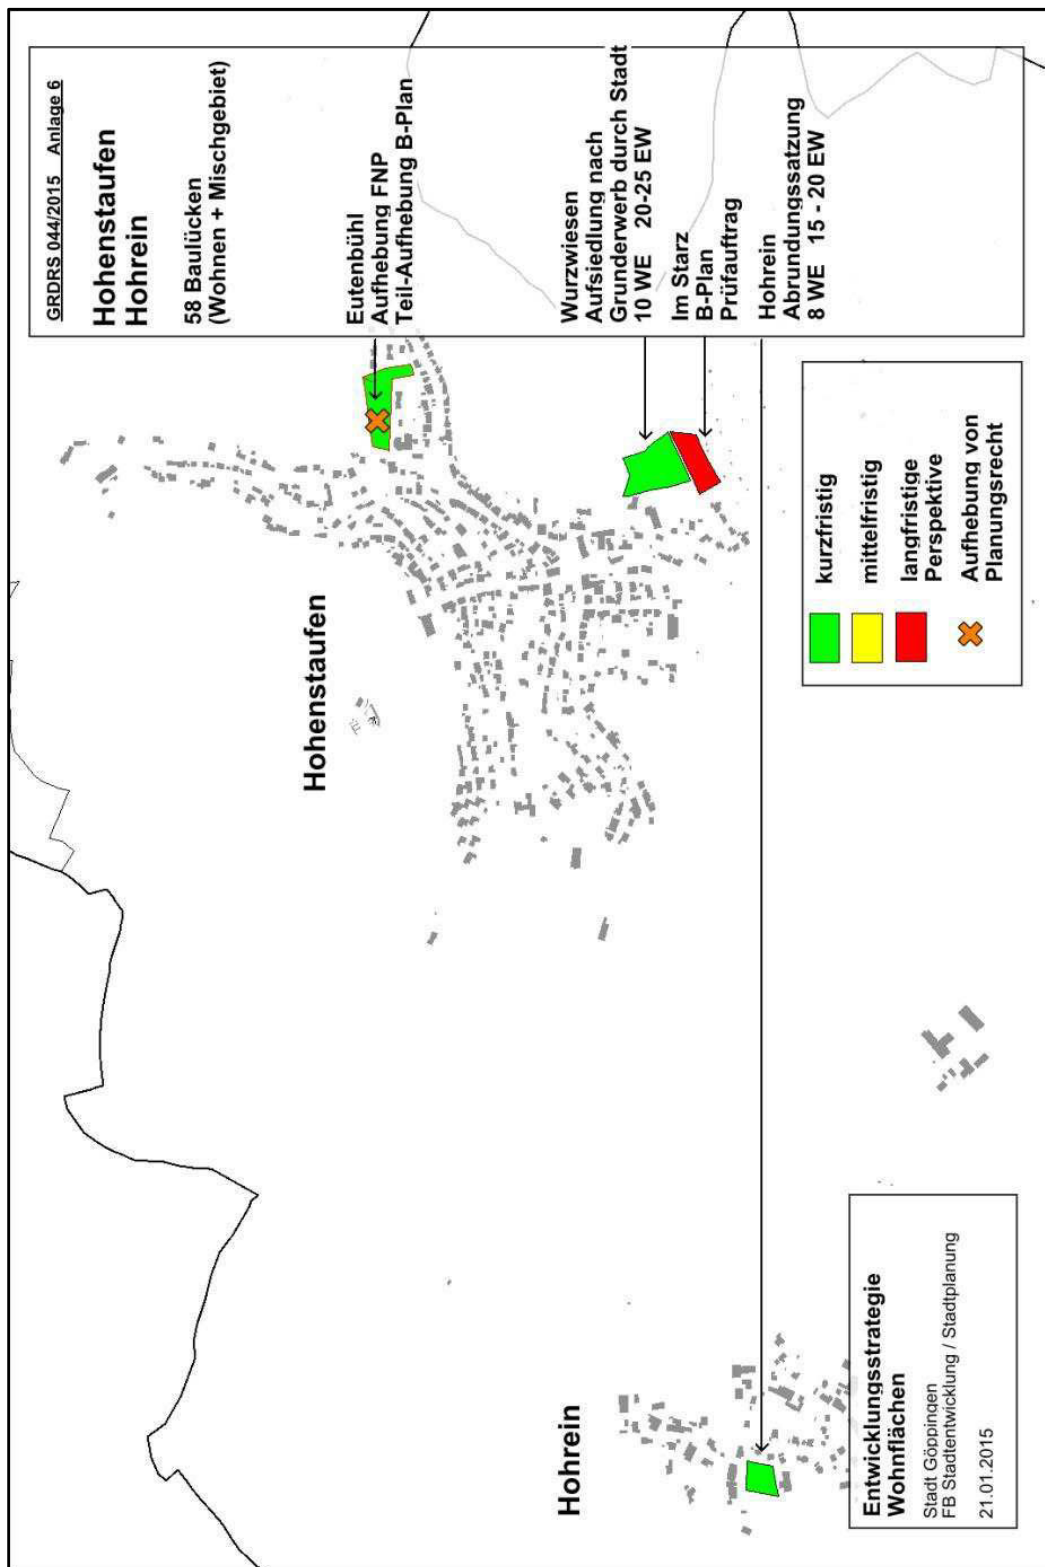 GRDRS 044/2015 Anlage 6
Hohenstaufen
Hohrein
58 Baulücken
(Wohnen + Mischgebiet)
Eutenbühl
Aufhebung FNP
Teil-Aufhebung B-Plan
Wurzwiesen
Aufsiedlung nach
Grunderwerb durch Stadt
10 WE 20-25 EW
Im Starz
B-Plan
Prüfauftrag
Hohrein
Abrundungssatzung
8 WE 15 - 20 EW
Hohenstaufen
Hohrein
kurzfristig
mittelfristig
langfristige
Perspektive
Aufhebung von
Planungsrecht
Entwicklungsstrategie
Wohnflächen
Stadt Göppingen
FB Stadtentwicklung / Stadtplanung
21.01.2015